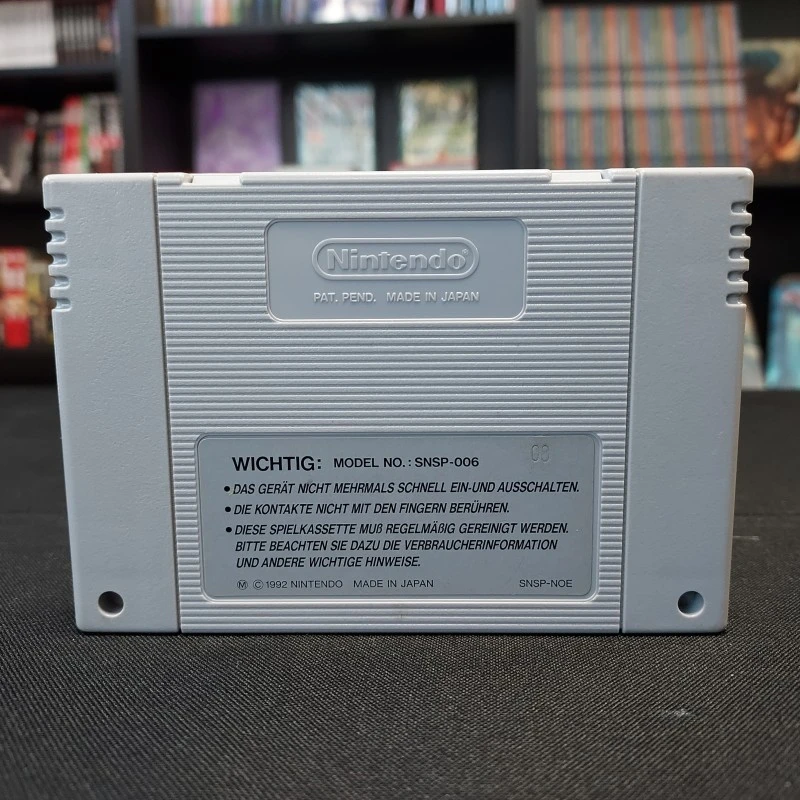 Nintendo®
PAT. PEND. MADE IN JAPAN
WICHTIG: MODEL NO.: SNSP-006
03
• DAS GERÄT NICHT MEHRMALS SCHNELL EIN-UND AUSSCHALTEN.
• DIE KONTAKTE NICHT MIT DEN FINGERN BERÜHREN.
• DIESE SPIELKASSETTE MUß REGELMÄßIG GEREINIGT WERDEN.
BITTE BEACHTEN SIE DAZU DIE VERBRAUCHERINFORMATION
UND ANDERE WICHTIGE HINWEISE.
Ⓜ © 1992 NINTENDO MADE IN JAPAN SNSP-NOE